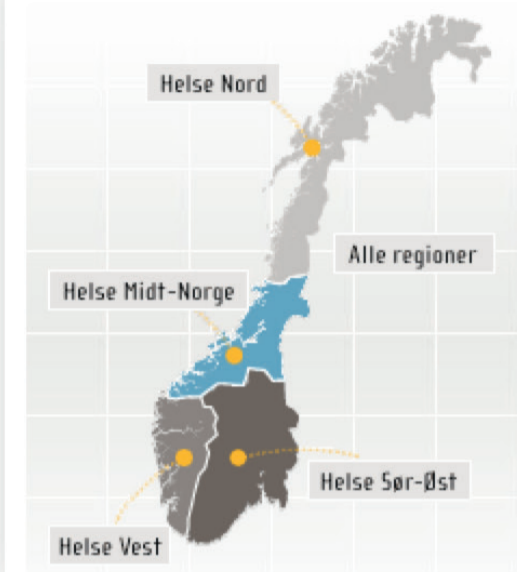 Helse Nord
Alle regioner
Helse Midt-Norge
Helse Sør-Øst
Helse Vest